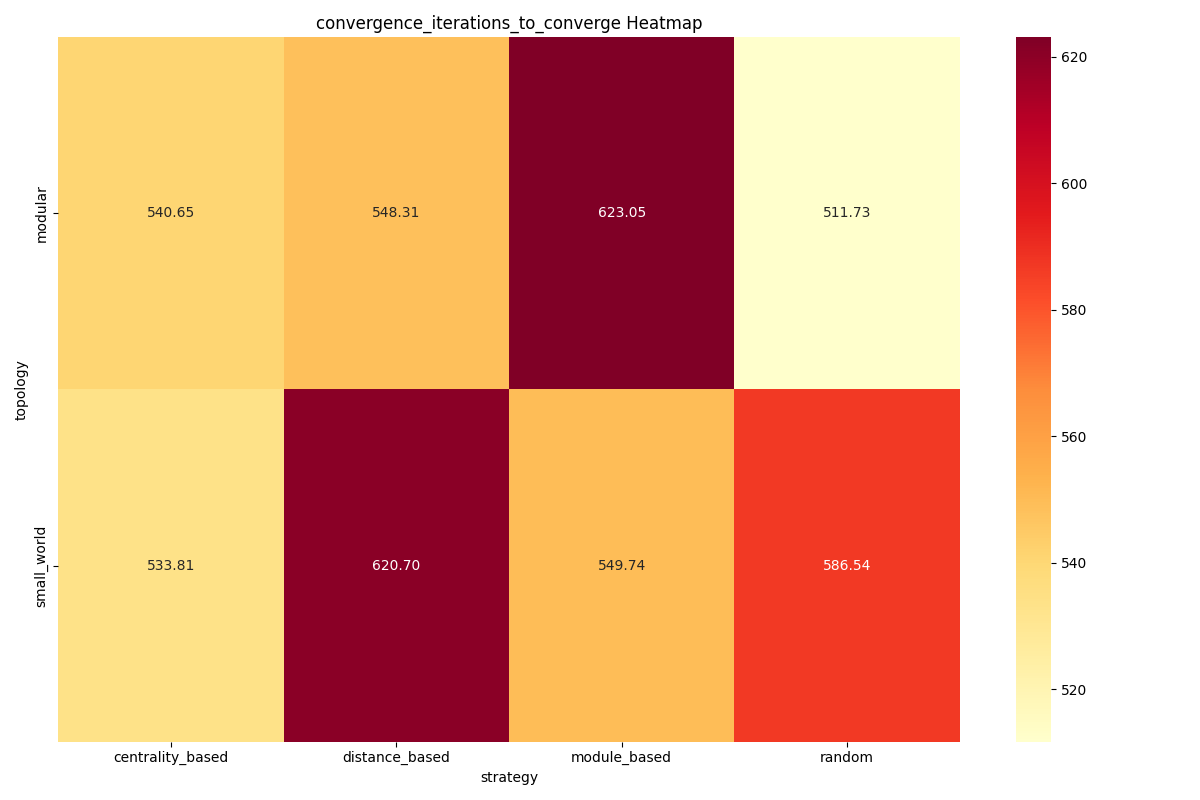 convergence_iterations_to_converge Heatmap
topology
modular
540.65 548.31 623.05 511.73
small_world
533.81 620.70 549.74 586.54
centrality_based distance_based module_based random
strategy
620
600
580
560
540
520